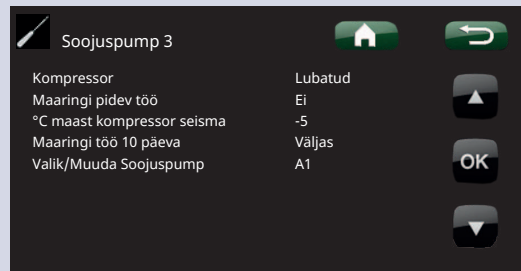 Soojuspump 3
Kompressor Lubatud
Maaringi pidev töö Ei
°C maast kompressor seisma -5
Maaringi töö 10 päeva Väljas
Valik/Muuda Soojuspump A1
OK